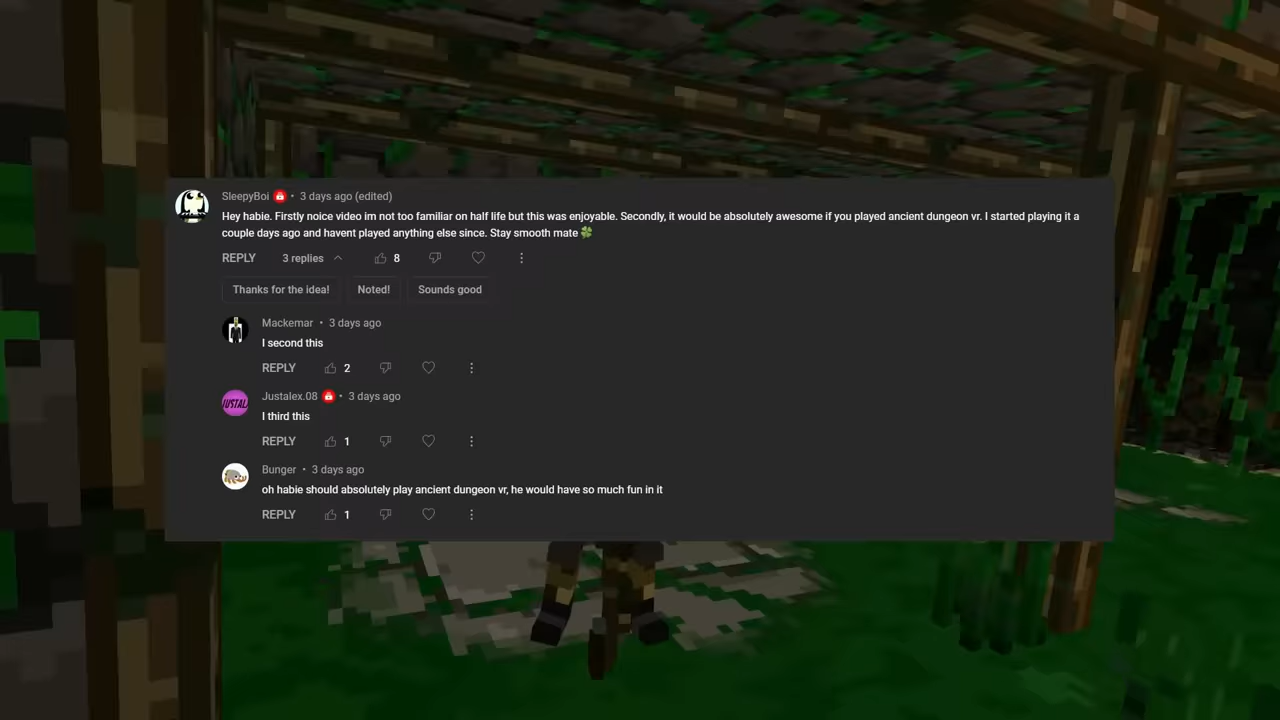 SleepyBoi • 3 days ago (edited)
Hey habie. Firstly noice video im not too familiar on half life but this was enjoyable. Secondly, it would be absolutely awesome if you played ancient dungeon vr. I started playing it a
couple days ago and havent played anything else since. Stay smooth mate 🍀
REPLY 3 replies 8
Thanks for the idea! Noted! Sounds good
Mackemar • 3 days ago
I second this
REPLY 2
Justalex.08 • 3 days ago
JUSTAL
I third this
REPLY 1
Bunger • 3 days ago
oh habie should absolutely play ancient dungeon vr, he would have so much fun in it
REPLY 1